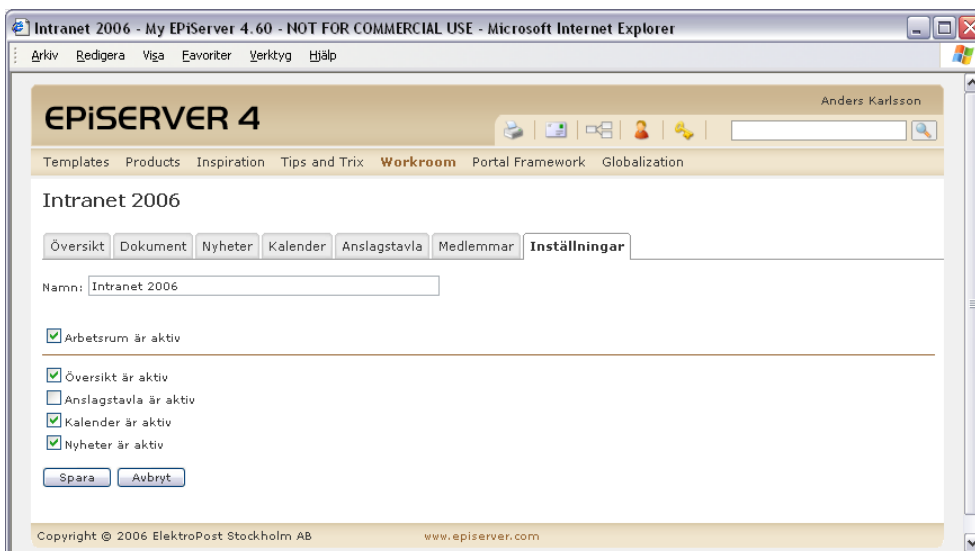 Intranet 2006 - My EPiServer 4.60 - NOT FOR COMMERCIAL USE - Microsoft Internet Explorer
Arkiv Redigera Visa Favoriter Verktyg Hjälp
Anders Karlsson
EPiSERVER 4
Templates Products Inspiration Tips and Trix Workroom Portal Framework Globalization
Intranet 2006
Översikt Dokument Nyheter Kalender Anslagstavla Medlemmar Inställningar
Namn: Intranet 2006
Arbetsrum är aktiv
Översikt är aktiv
Anslagstavla är aktiv
Kalender är aktiv
Nyheter är aktiv
Spara Avbryt
Copyright © 2006 ElektroPost Stockholm AB www.episerver.com